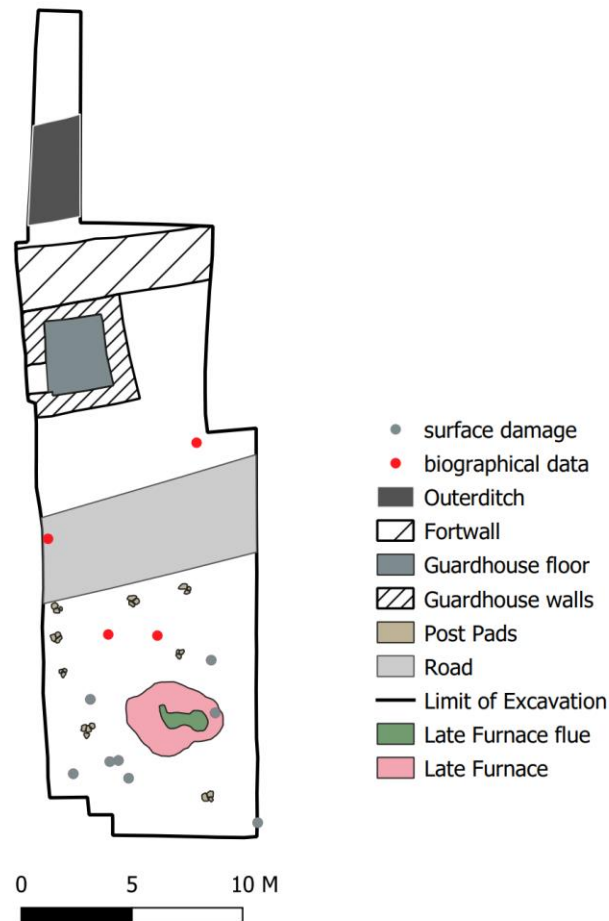 surface damage
biographical data
Outerditch
Fortwall
Guardhouse floor
Guardhouse walls
Post Pads
Road
Limit of Excavation
Late Furnace flue
Late Furnace
0 5 10 M